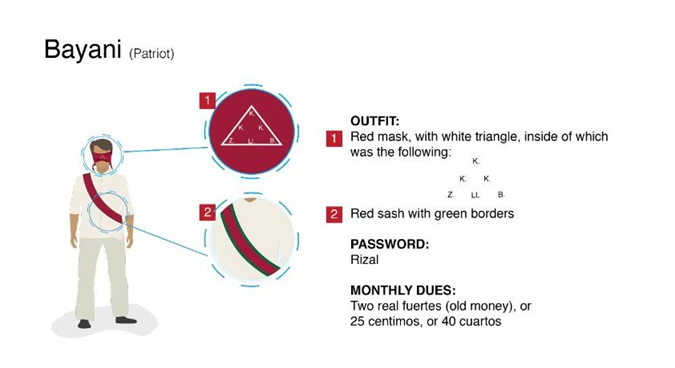 Bayani (Patriot)
1
K.
K. K.
Z. Ll. B.
2
OUTFIT:
1 Red mask, with white triangle, inside of which
was the following:
K.
K. K.
Z. Ll. B.
2 Red sash with green borders
PASSWORD:
Rizal
MONTHLY DUES:
Two real fuertes (old money), or
25 centimos, or 40 cuartos